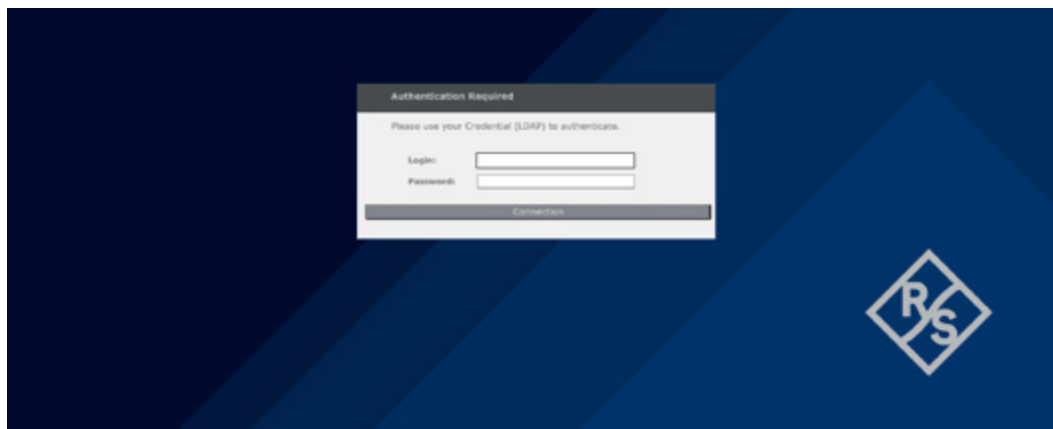 Authentication Required
Please use your Credential (LDAP) to authenticate.
Login:
Password:
Connection
R S